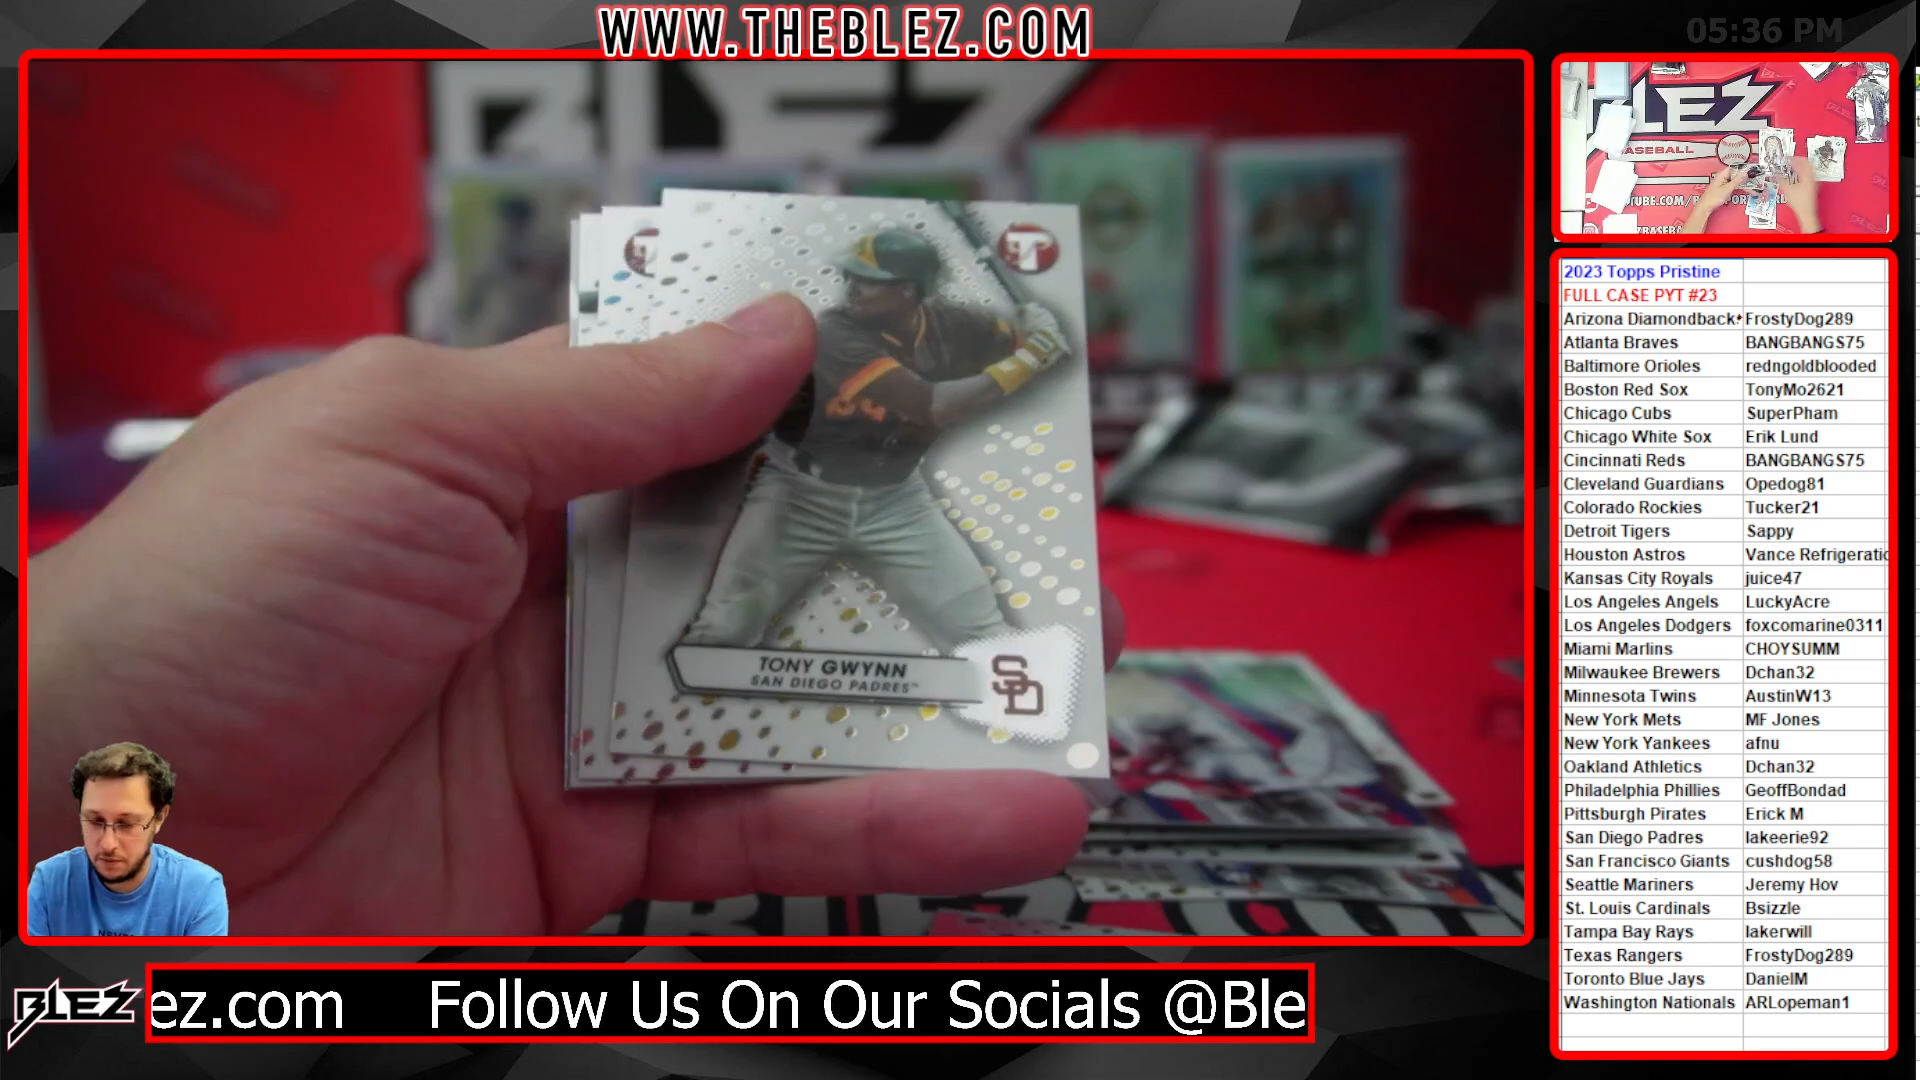 WWW.THEBLEZ.COM
05:36 PM
BLEZ
TONY GWYNN
SAN DIEGO PADRES™
SD
BLEZ
ASEBALL
2023 Topps Pristine
FULL CASE PYT #23
Arizona Diamondback FrostyDog289
Atlanta Braves BANGBANGS75
Baltimore Orioles redngoldblooded
Boston Red Sox TonyMo2621
Chicago Cubs SuperPham
Chicago White Sox Erik Lund
Cincinnati Reds BANGBANGS75
Cleveland Guardians Opedog81
Colorado Rockies Tucker21
Detroit Tigers Sappy
Houston Astros Vance Refrigeratio
Kansas City Royals juice47
Los Angeles Angels LuckyAcre
Los Angeles Dodgers foxcomarine0311
Miami Marlins CHOYSUMM
Milwaukee Brewers Dchan32
Minnesota Twins AustinW13
New York Mets MF Jones
New York Yankees afnu
Oakland Athletics Dchan32
Philadelphia Phillies GeoffBondad
Pittsburgh Pirates Erick M
San Diego Padres lakeerie92
San Francisco Giants cushdog58
Seattle Mariners Jeremy Hov
St. Louis Cardinals Bsizzle
Tampa Bay Rays lakerwill
Texas Rangers FrostyDog289
Toronto Blue Jays DanielM
Washington Nationals ARLopeman1
BLEZ
ez.com Follow Us On Our Socials @Ble